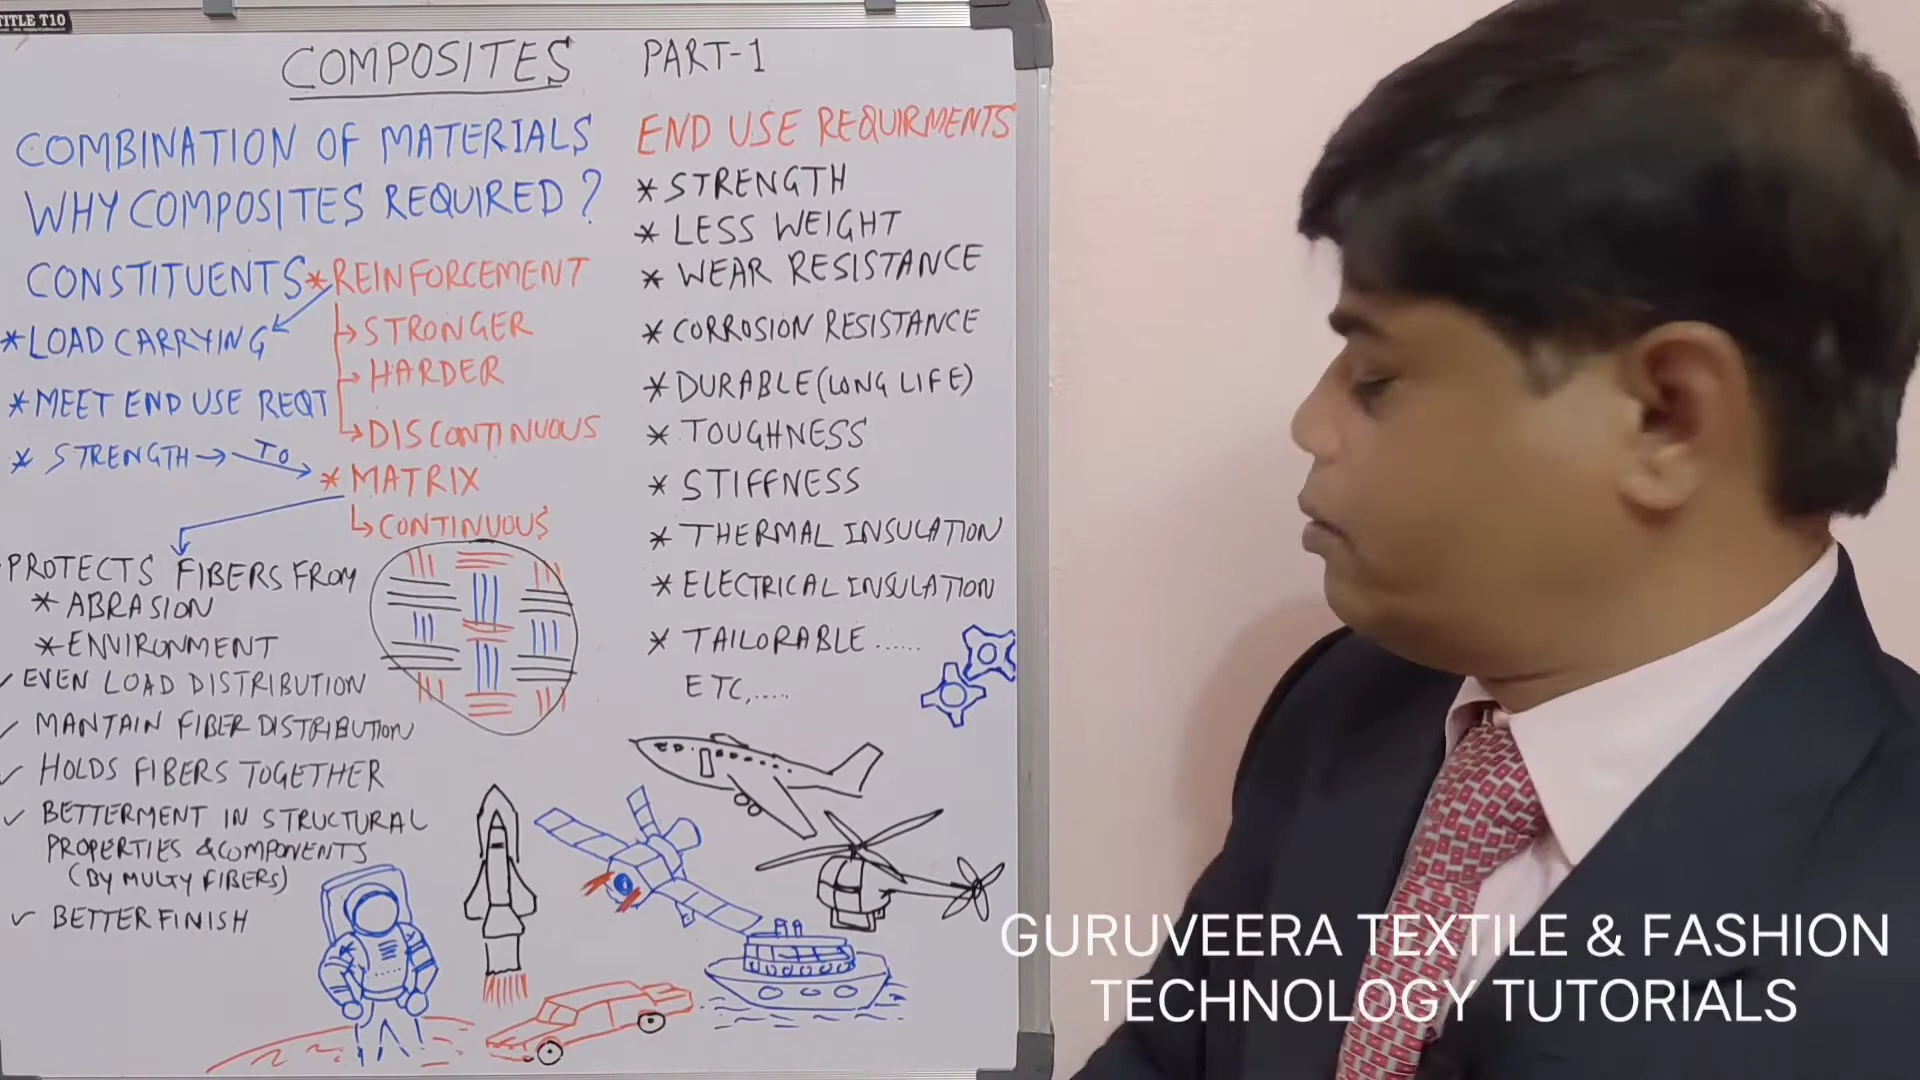 TITLE T10
COMPOSITES PART-1
COMBINATION OF MATERIALS
WHY COMPOSITES REQUIRED?
CONSTITUENTS * REINFORCEMENT
* LOAD CARRYING
→ STRONGER
→ HARDER
* MEET END USE REQT
→ DISCONTINUOUS
* STRENGTH → TO
* MATRIX
→ CONTINUOUS
PROTECTS FIBERS FROM
* ABRASION
* ENVIRONMENT
✓ EVEN LOAD DISTRIBUTION
✓ MANTAIN FIBER DISTRIBUTION
✓ HOLDS FIBERS TOGETHER
✓ BETTERMENT IN STRUCTURAL
PROPERTIES & COMPONENTS
(BY MULTY FIBERS)
✓ BETTER FINISH
END USE REQUIRMENTS
* STRENGTH
* LESS WEIGHT
* WEAR RESISTANCE
* CORROSION RESISTANCE
* DURABLE (LONG LIFE)
* TOUGHNESS
* STIFFNESS
* THERMAL INSULATION
* ELECTRICAL INSULATION
* TAILORABLE ......
ETC,.....
GURUVEERA TEXTILE & FASHION
TECHNOLOGY TUTORIALS